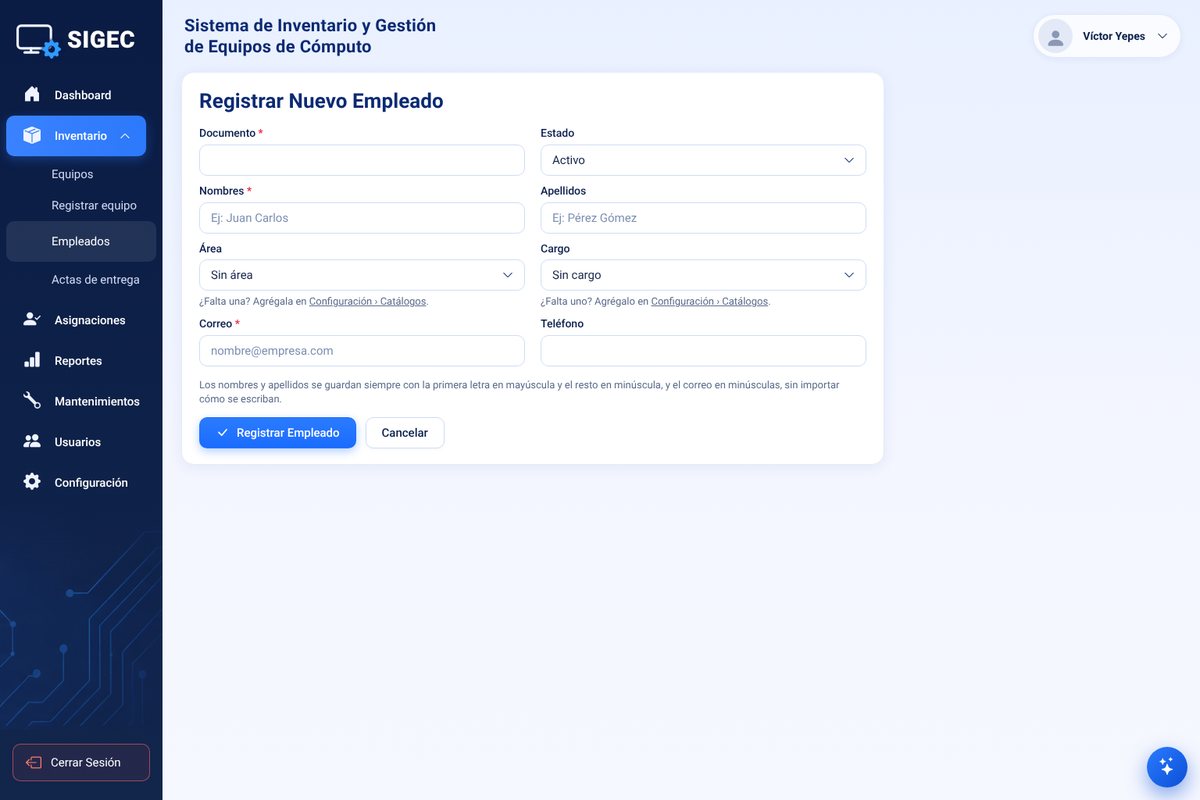 SIGEC
Sistema de Inventario y Gestión
de Equipos de Cómputo
Víctor Yepes
Dashboard
Inventario
Equipos
Registrar equipo
Empleados
Actas de entrega
Asignaciones
Reportes
Mantenimientos
Usuarios
Configuración
Cerrar Sesión
Registrar Nuevo Empleado
Documento *
Estado
Activo
Nombres *
Apellidos
Ej: Juan Carlos
Ej: Pérez Gómez
Área
Cargo
Sin área
Sin cargo
¿Falta una? Agrégala en Configuración › Catálogos.
¿Falta uno? Agrégalo en Configuración › Catálogos.
Correo *
Teléfono
nombre@empresa.com
Los nombres y apellidos se guardan siempre con la primera letra en mayúscula y el resto en minúscula, y el correo en minúsculas, sin importar
cómo se escriban.
Registrar Empleado
Cancelar